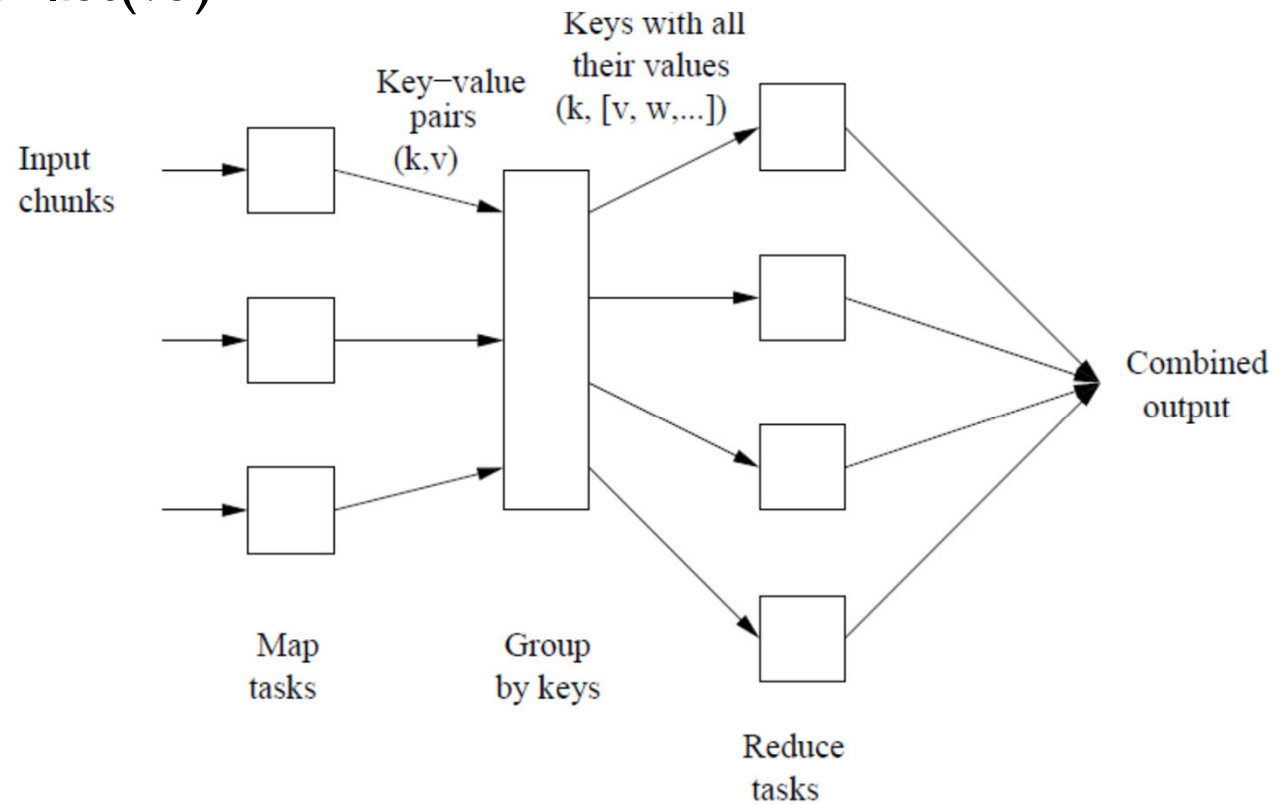 Keys with all
their values
(k, [v, w,...])
Key−value
pairs
(k,v)
Input
chunks
Combined
output
Map
tasks
Group
by keys
Reduce
tasks